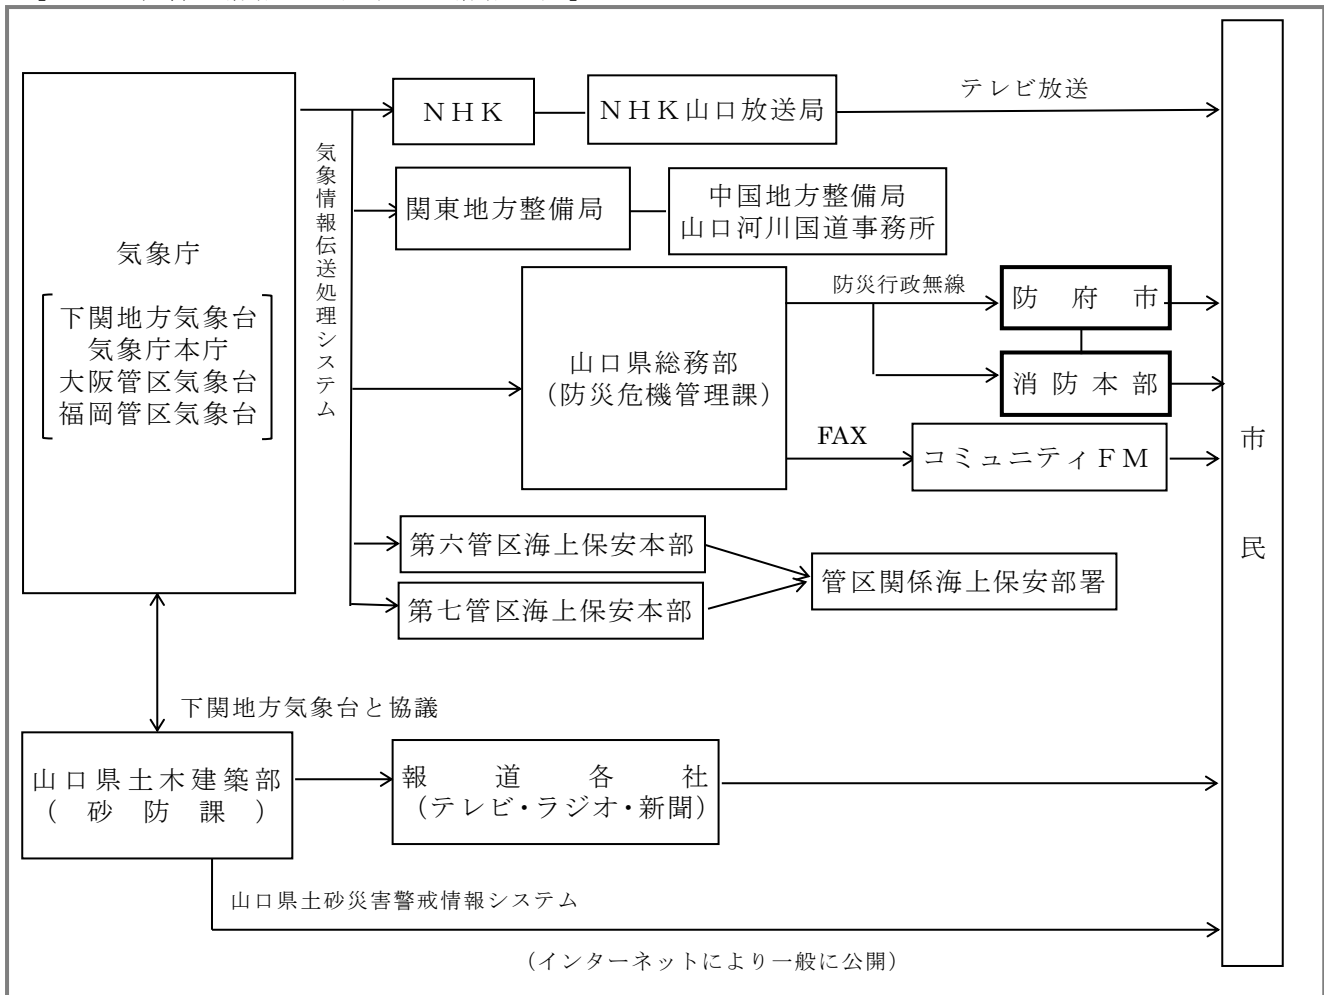 気象庁
下関地方気象台
気象庁本庁
大阪管区気象台
福岡管区気象台
気象情報伝送処理システム
ＮＨＫ
ＮＨＫ山口放送局
テレビ放送
関東地方整備局
中国地方整備局
山口河川国道事務所
山口県総務部
（防災危機管理課）
防災行政無線
防府市
消防本部
FAX
コミュニティＦＭ
第六管区海上保安本部
第七管区海上保安本部
管区関係海上保安部署
市民
下関地方気象台と協議
山口県土木建築部
（砂防課）
報道各社
（テレビ・ラジオ・新聞）
山口県土砂災害警戒情報システム
（インターネットにより一般に公開）